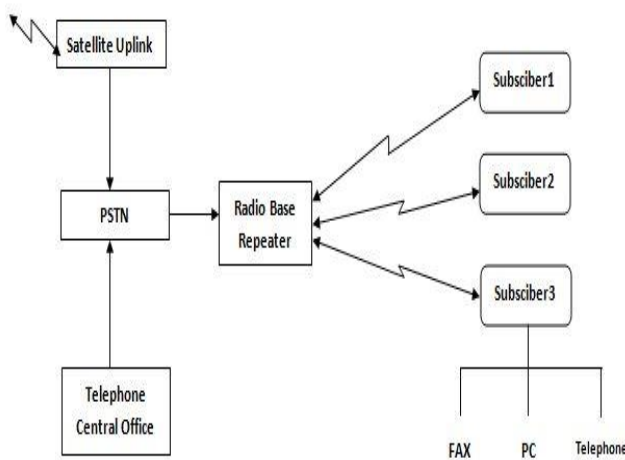 Satellite Uplink
Subsciber1
Subsciber2
PSTN
Radio Base
Repeater
Subsciber3
Telephone
Central Office
FAX
PC
Telephone